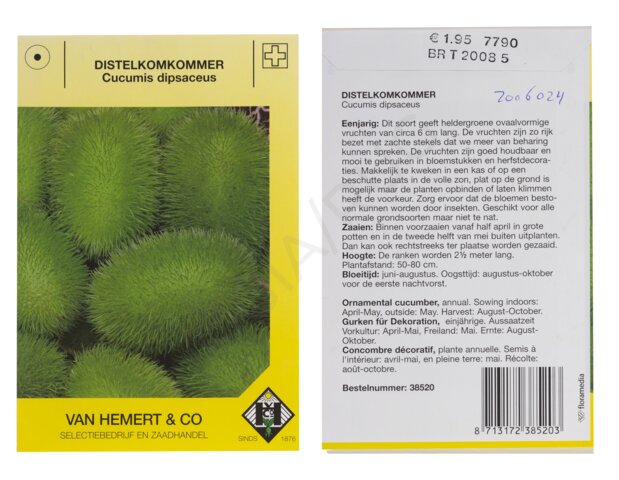 DISTELKOMKOMMER
Cucumis dipsaceus
VAN HEMERT & CO
SELECTIEBEDRIJF EN ZAADHANDEL
SINDS 1876
€ 1.95 7790
BR T 2008 5
DISTELKOMKOMMER
Cucumis dipsaceus
2006024
Eenjarig: Dit soort geeft heldergroene ovaalvormige
vruchten van circa 6 cm lang. De vruchten zijn zo rijk
bezet met zachte stekels dat we meer van beharing
kunnen spreken. De vruchten zijn goed houdbaar en
mooi te gebruiken in bloemstukken en herfstdecora-
ties. Makkelijk te kweken in een kas of op een
beschutte plaats in de volle zon, plat op de grond is
mogelijk maar de planten opbinden of laten klimmen
heeft de voorkeur. Zorg ervoor dat de bloemen besto-
ven kunnen worden door insekten. Geschikt voor alle
normale grondsoorten maar niet te nat.
Zaaien: Binnen voorzaaien vanaf half april in grote
potten en in de tweede helft van mei buiten uitplanten.
Dan kan ook rechtstreeks ter plaatse worden gezaaid.
Hoogte: De ranken worden 2½ meter lang.
Plantafstand: 50-80 cm.
Bloeitijd: juni-augustus. Oogsttijd: augustus-oktober
voor de eerste nachtvorst.
Ornamental cucumber, annual. Sowing indoors:
April-May, outside: May. Harvest: August-October.
Gurken für Dekoration, einjährige. Aussaatzeit
Vorkultur: April-Mai, Freiland: Mai. Ernte: August-
Oktober.
Concombre décoratif, plante annuelle. Semis à
l'intérieur: avril-mai, en pleine terre: mai. Récolte:
août-octobre.
Bestelnummer: 38520
8 713172 385203
floramedia